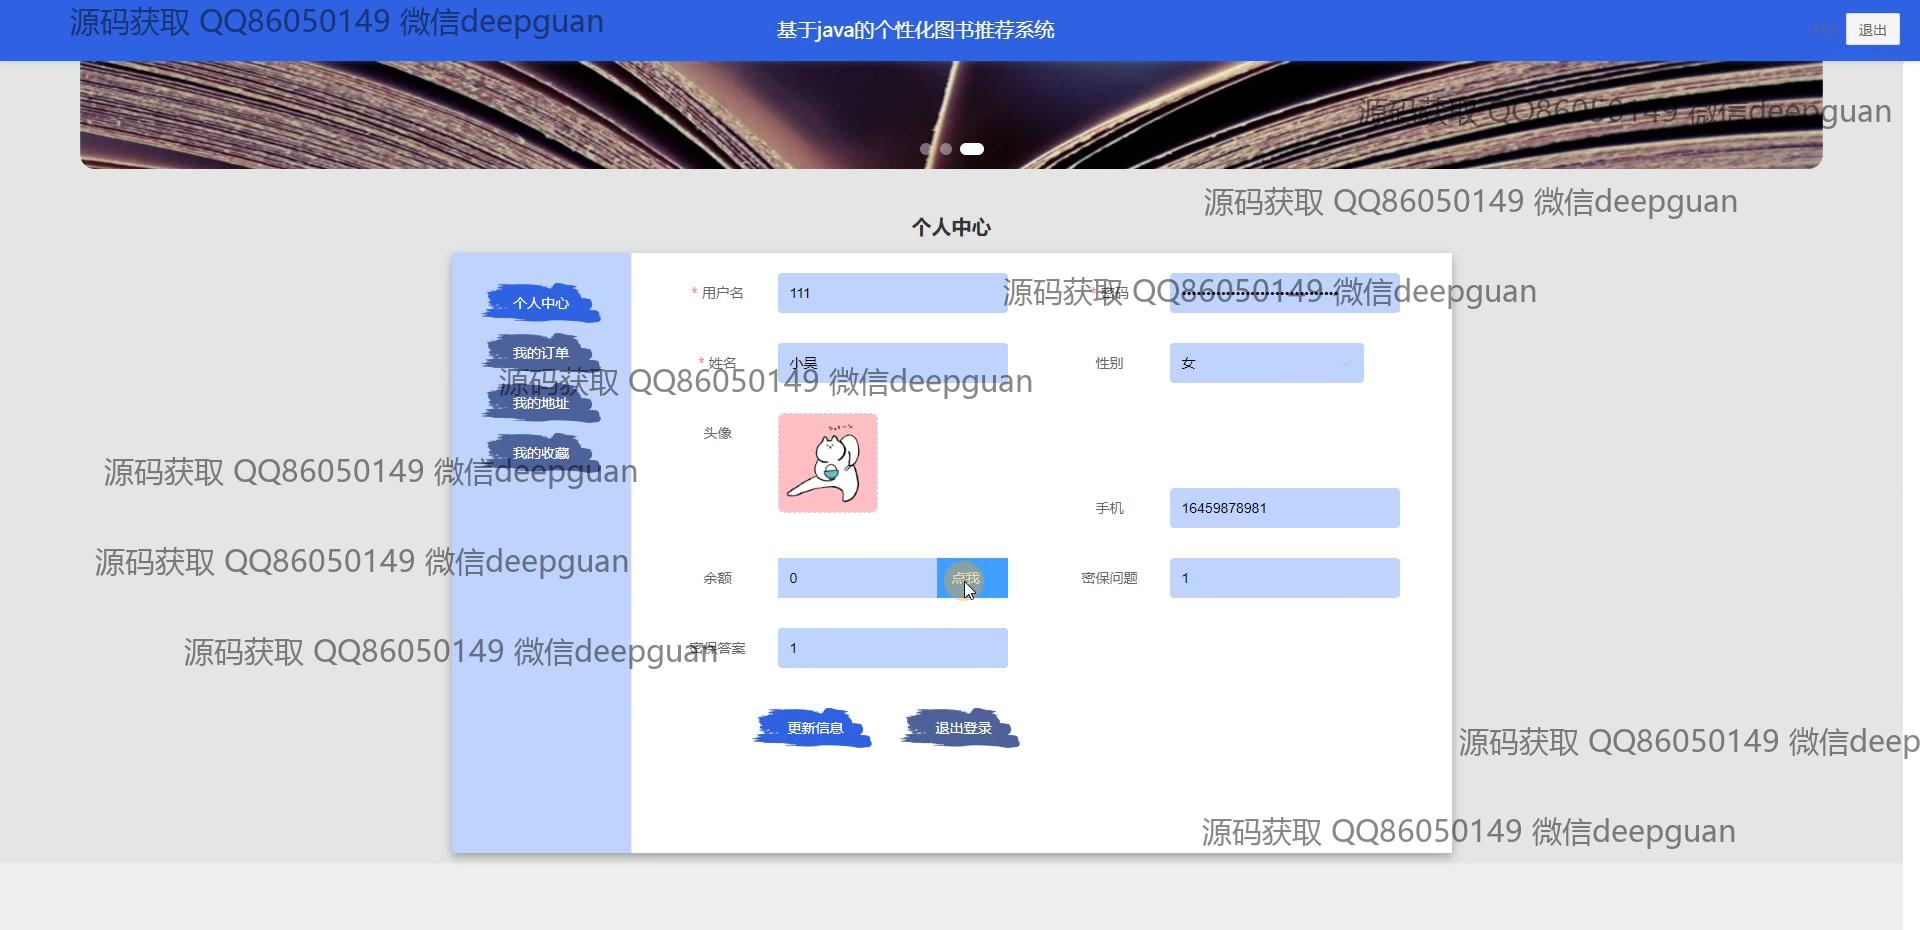 源码获取 QQ86050149 微信deepguan
基于java的个性化图书推荐系统
退出
源码获取 QQ86050149 微信deepguan
源码获取 QQ86050149 微信deepguan
个人中心
源码获取 QQ86050149 微信deepguan
个人中心
* 用户名
111
* 密码
我的订单
* 姓名
小吴
性别
女
源码获取 QQ86050149 微信deepguan
我的地址
头像
我的收藏
源码获取 QQ86050149 微信deepguan
手机
16459878981
源码获取 QQ86050149 微信deepguan
余额
0
点我
密保问题
1
密保答案
1
源码获取 QQ86050149 微信deepguan
更新信息
退出登录
源码获取 QQ86050149 微信deep
源码获取 QQ86050149 微信deepguan